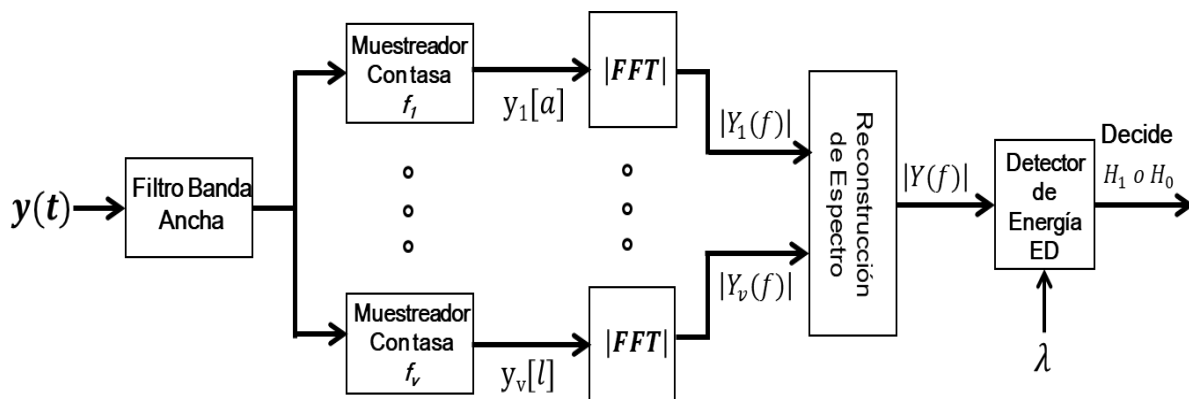 y(t)
Filtro Banda
Ancha
Muestreador
Con tasa
f₁
y₁[a]
|FFT|
|Y₁(f)|
Muestreador
Con tasa
fᵥ
yᵥ[l]
|FFT|
|Yᵥ(f)|
Reconstrucción
de Espectro
|Y(f)|
Detector
de
Energía
ED
λ
Decide
H₁ o H₀